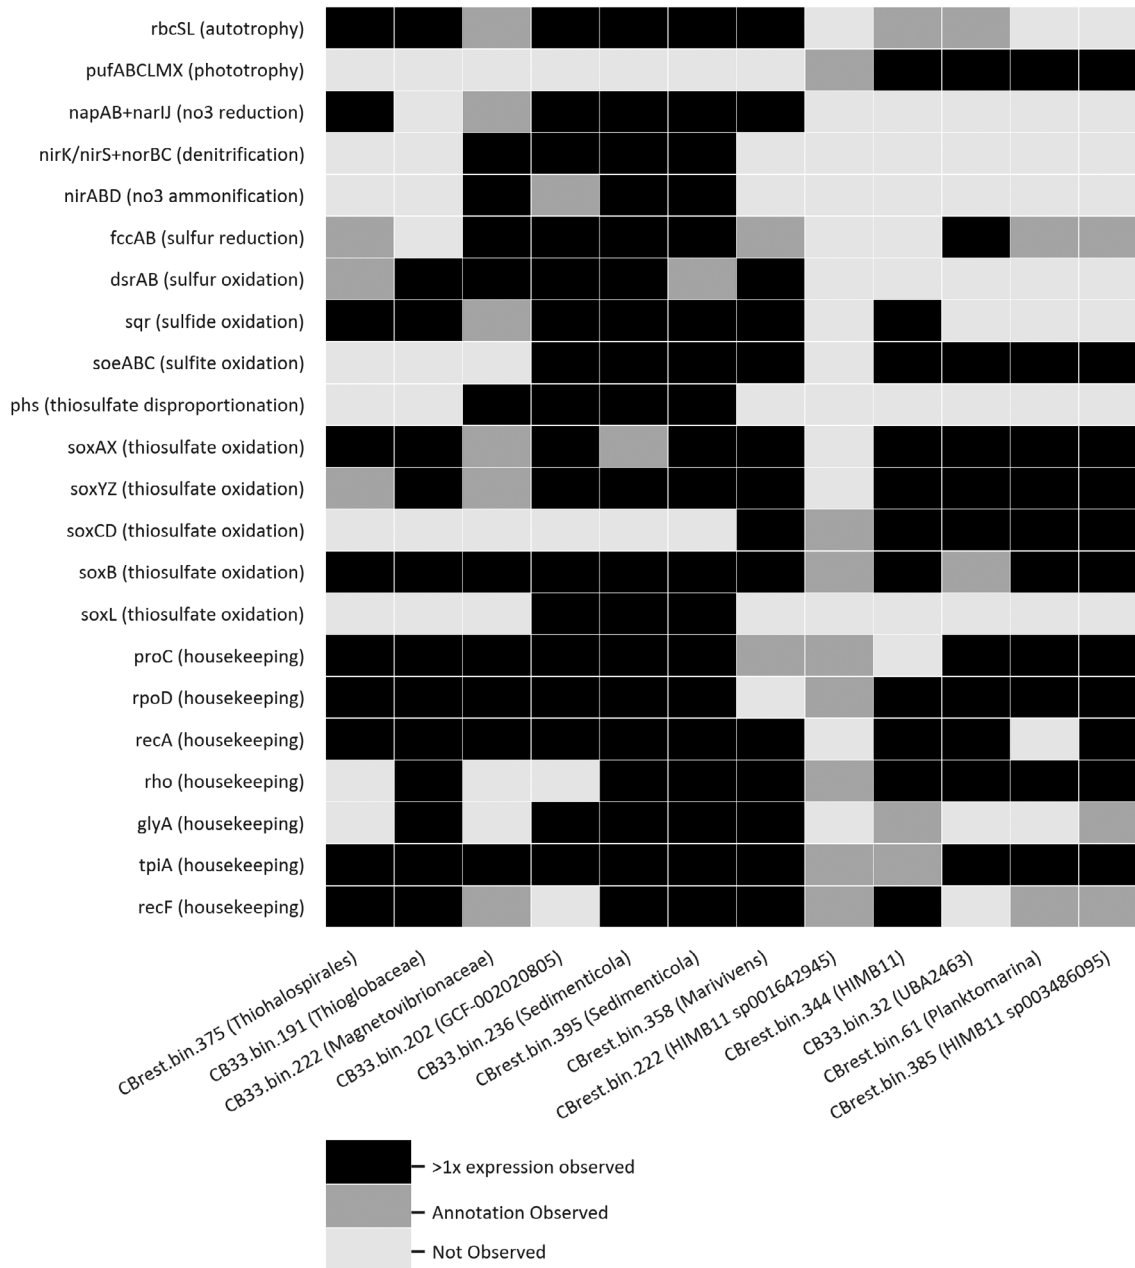 rbcSL (autotrophy)
pufABCLMX (phototrophy)
napAB+narIJ (no3 reduction)
nirK/nirS+norBC (denitrification)
nirABD (no3 ammonification)
fccAB (sulfur reduction)
dsrAB (sulfur oxidation)
sqr (sulfide oxidation)
soeABC (sulfite oxidation)
phs (thiosulfate disproportionation)
soxAX (thiosulfate oxidation)
soxYZ (thiosulfate oxidation)
soxCD (thiosulfate oxidation)
soxB (thiosulfate oxidation)
soxL (thiosulfate oxidation)
proC (housekeeping)
rpoD (housekeeping)
recA (housekeeping)
rho (housekeeping)
glyA (housekeeping)
tpiA (housekeeping)
recF (housekeeping)
CBrest.bin.375 (Thiohalospirales)
CB33.bin.191 (Thioglobaceae)
CB33.bin.222 (Magnetovibrionaceae)
CB33.bin.202 (GCF-002020805)
CB33.bin.236 (Sedimenticola)
CBrest.bin.395 (Sedimenticola)
CBrest.bin.358 (Marivivens)
CBrest.bin.222 (HIMB11 sp001642945)
CBrest.bin.344 (HIMB11)
CB33.bin.32 (UBA2463)
CBrest.bin.61 (Planktomarina)
CBrest.bin.385 (HIMB11 sp003486095)
>1x expression observed
Annotation Observed
Not Observed